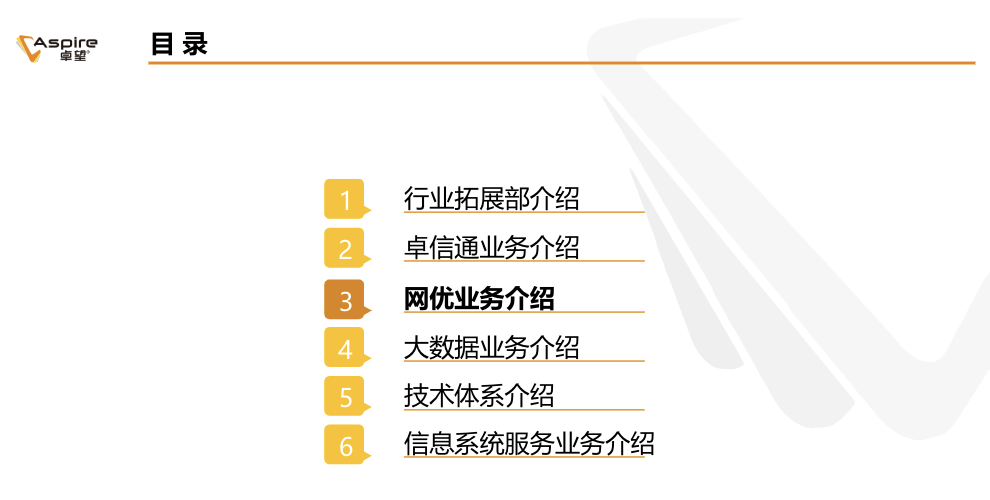 Aspire
卓望®
目 录
1 行业拓展部介绍
2 卓信通业务介绍
3 网优业务介绍
4 大数据业务介绍
5 技术体系介绍
6 信息系统服务业务介绍